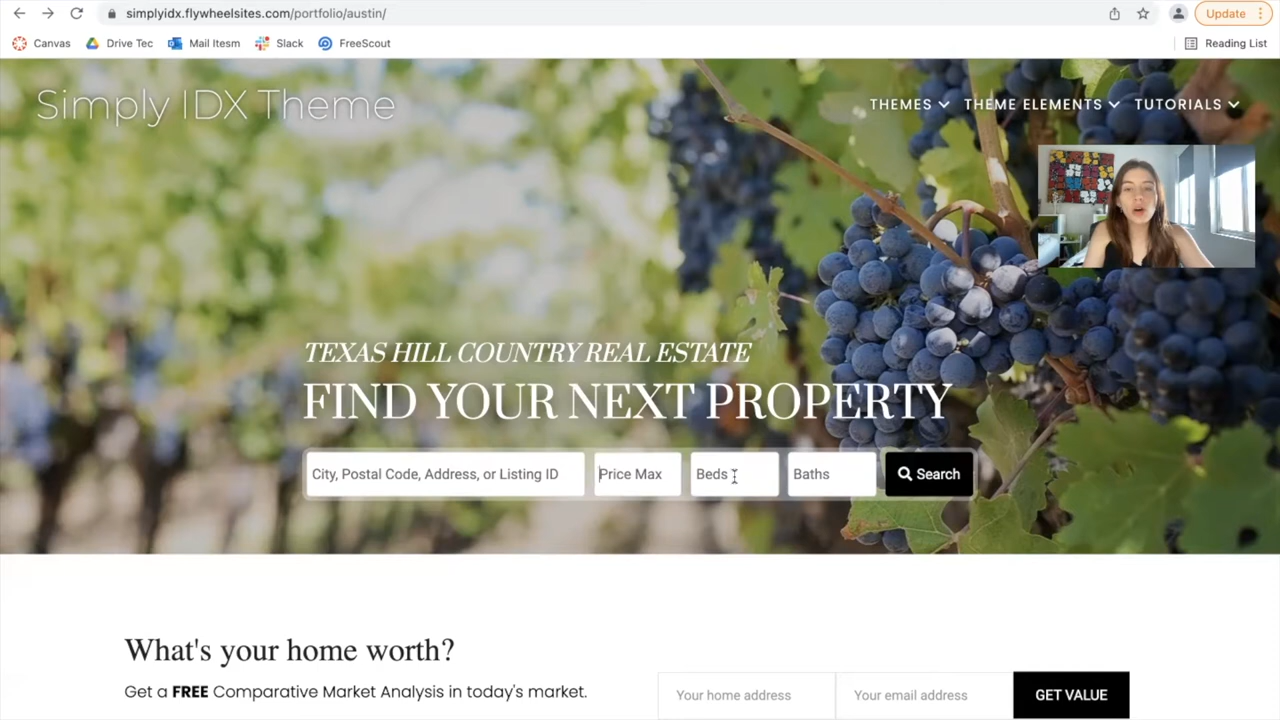 simplyidx.flywheelsites.com/portfolio/austin/
Update
Canvas
Drive Tec
Mail Itesm
Slack
FreeScout
Reading List
Simply IDX Theme
THEMES
THEME ELEMENTS
TUTORIALS
TEXAS HILL COUNTRY REAL ESTATE
FIND YOUR NEXT PROPERTY
City, Postal Code, Address, or Listing ID
Price Max
Beds
Baths
Search
What's your home worth?
Get a FREE Comparative Market Analysis in today's market.
Your home address
Your email address
GET VALUE